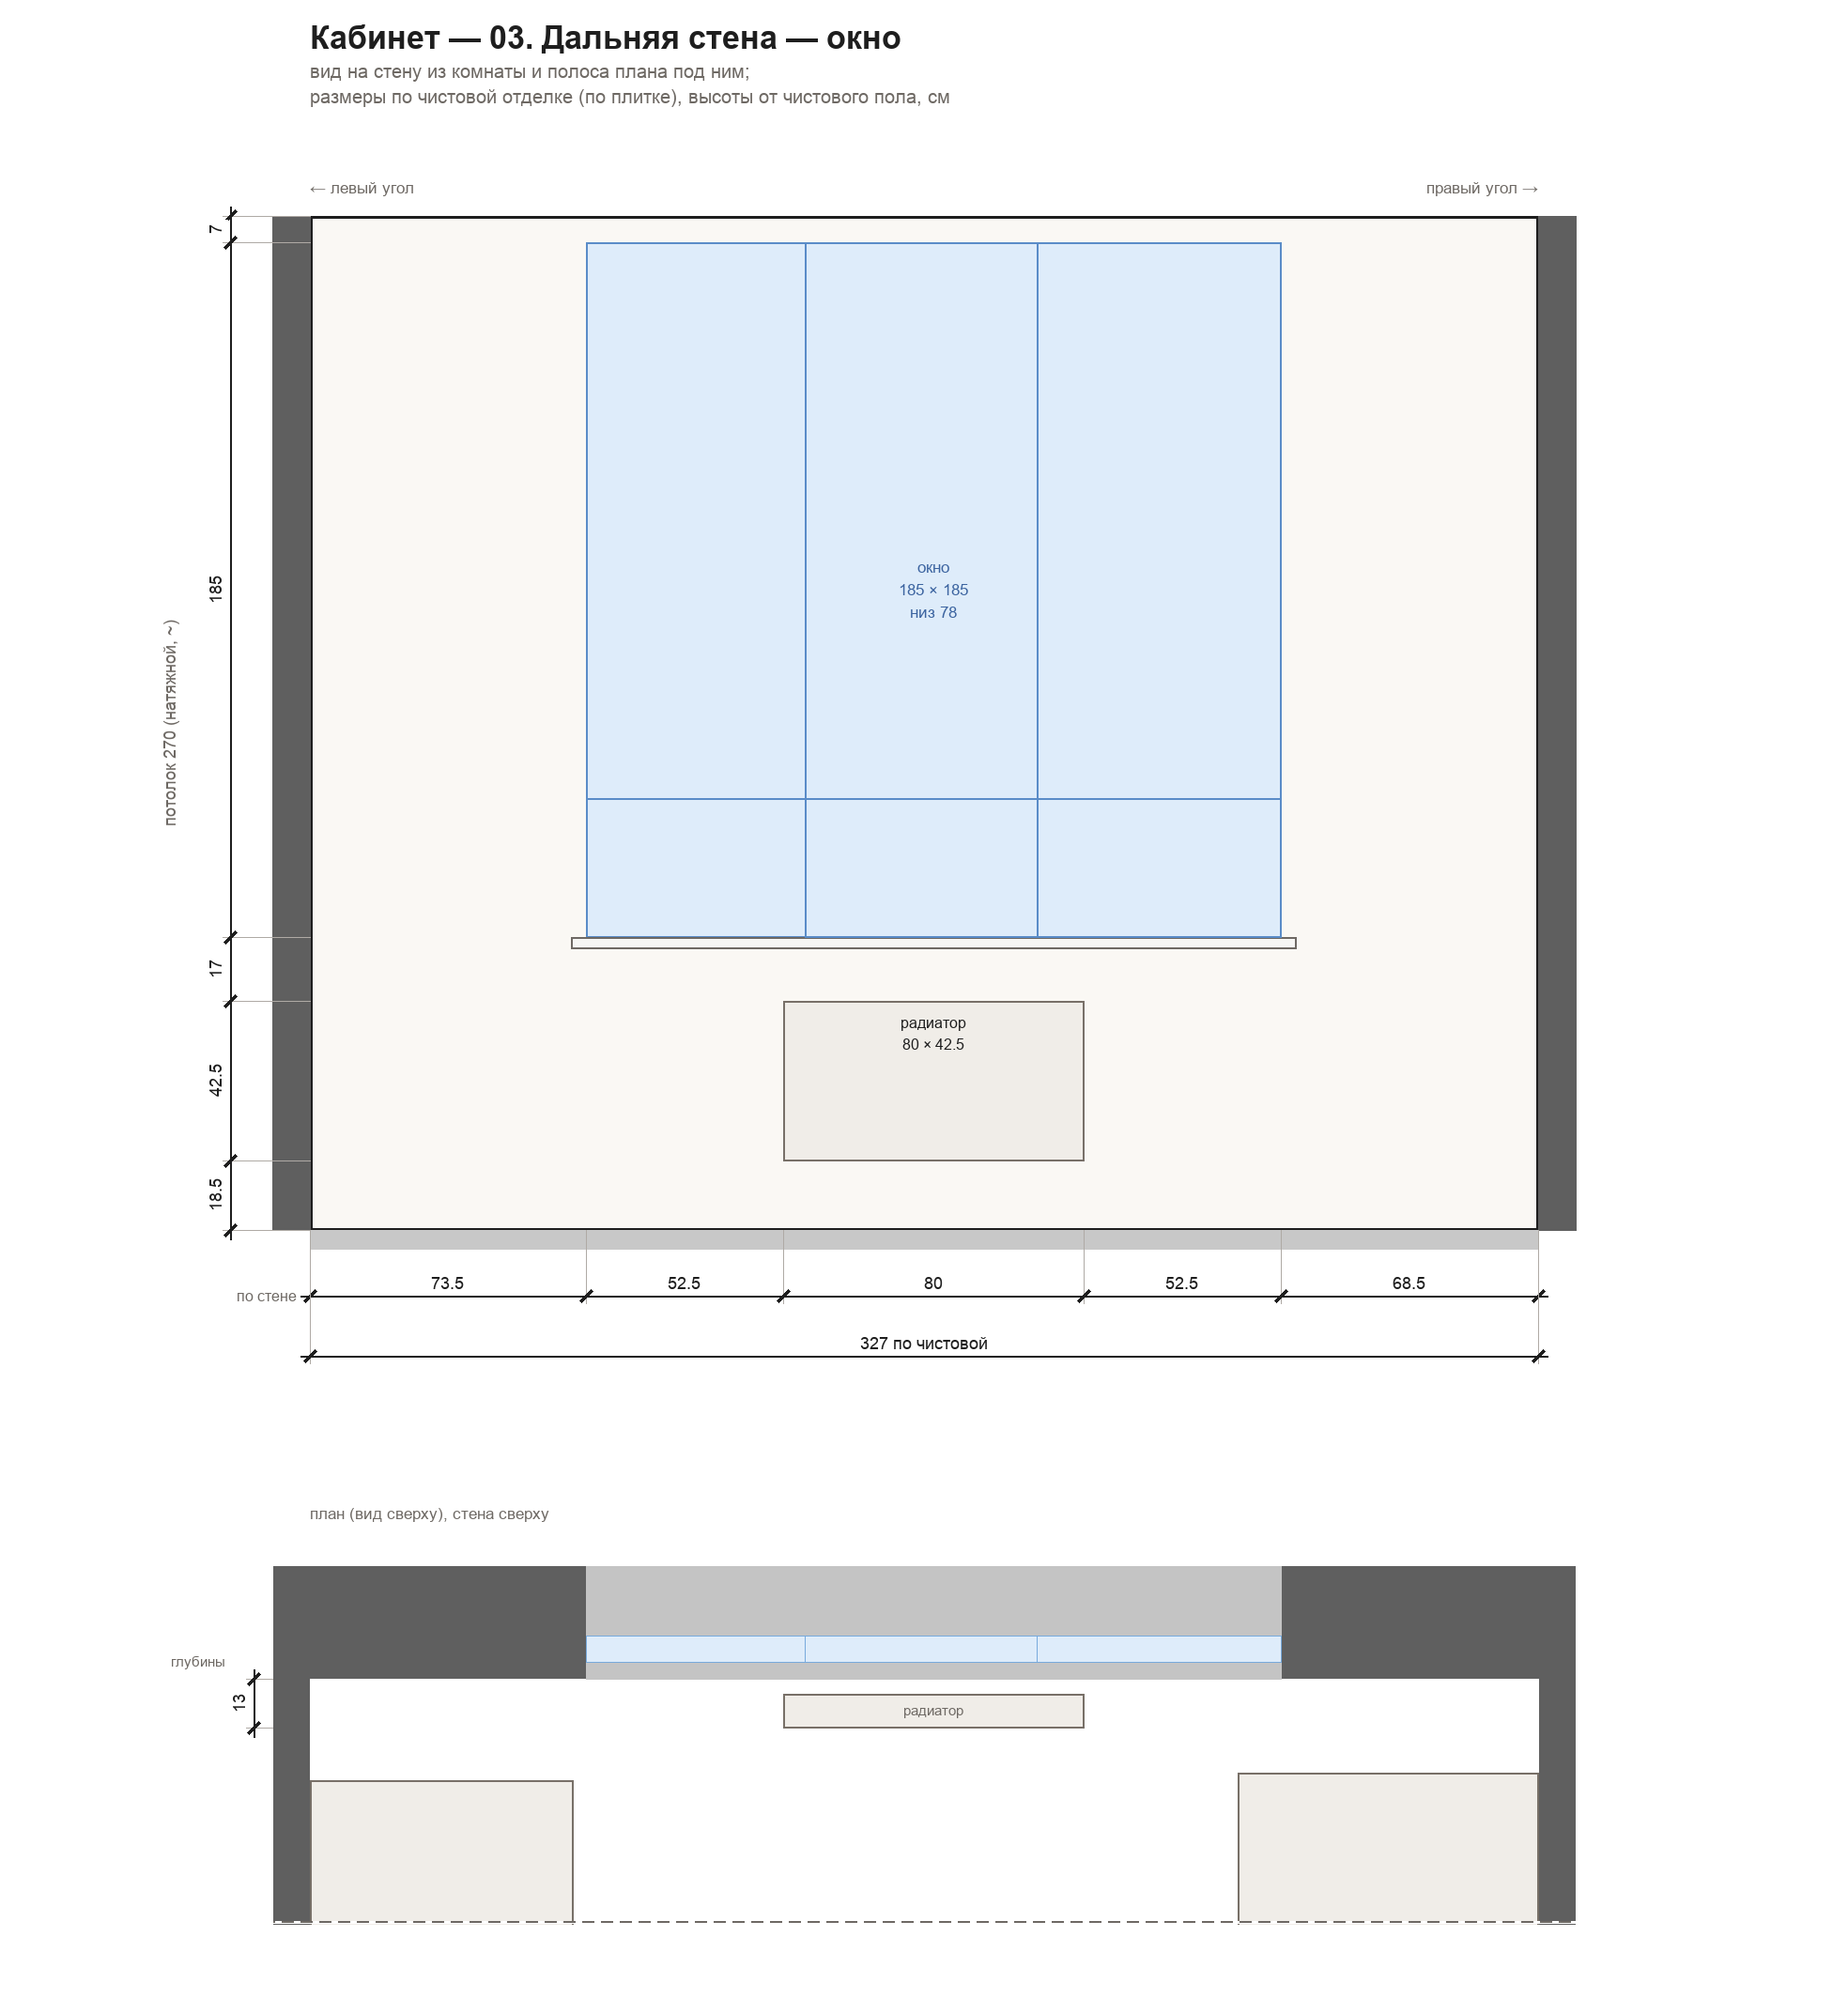 Кабинет — 03. Дальняя стена — окно
вид на стену из комнаты и полоса плана под ним;
размеры по чистовой отделке (по плитке), высоты от чистового пола, см
← левый угол
правый угол →
7
185
17
42.5
18.5
потолок 270 (натяжной, ~)
окно
185 × 185
низ 78
радиатор
80 × 42.5
по стене
73.5
52.5
80
52.5
68.5
327 по чистовой
план (вид сверху), стена сверху
глубины
13
радиатор